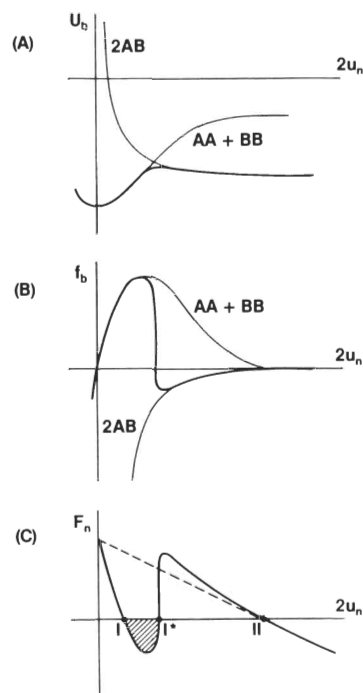 (A)
U_b
2AB
2u_n
AA + BB
(B)
f_b
AA + BB
2u_n
2AB
(C)
F_n
2u_n
I
I*
II